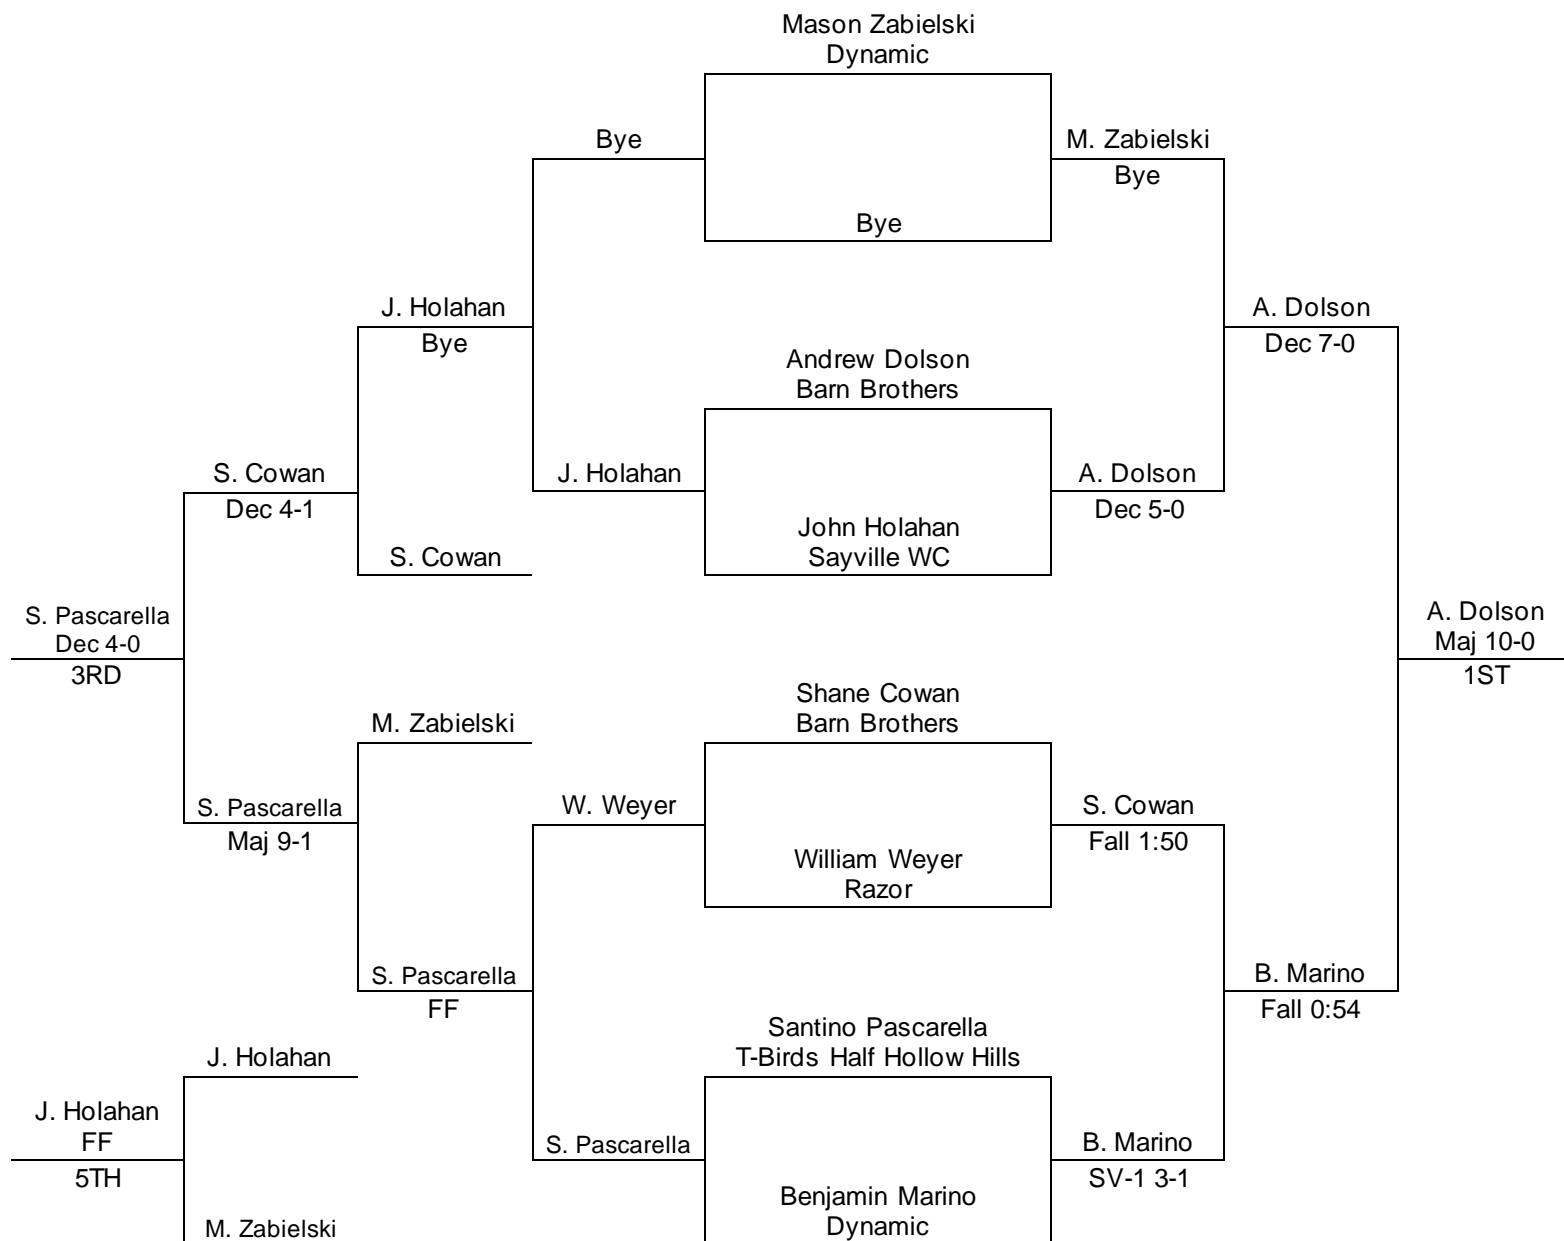 Mason Zabielski
Dynamic
Bye
M. Zabielski
Bye
Bye
J. Holahan
Bye
A. Dolson
Dec 7-0
Andrew Dolson
Barn Brothers
S. Cowan
Dec 4-1
J. Holahan
A. Dolson
Dec 5-0
John Holahan
Sayville WC
S. Cowan
S. Pascarella
Dec 4-0
3RD
A. Dolson
Maj 10-0
1ST
Shane Cowan
Barn Brothers
M. Zabielski
S. Pascarella
Maj 9-1
W. Weyer
S. Cowan
Fall 1:50
William Weyer
Razor
S. Pascarella
FF
B. Marino
Fall 0:54
Santino Pascarella
T-Birds Half Hollow Hills
J. Holahan
J. Holahan
FF
5TH
S. Pascarella
B. Marino
SV-1 3-1
Benjamin Marino
Dynamic
M. Zabielski